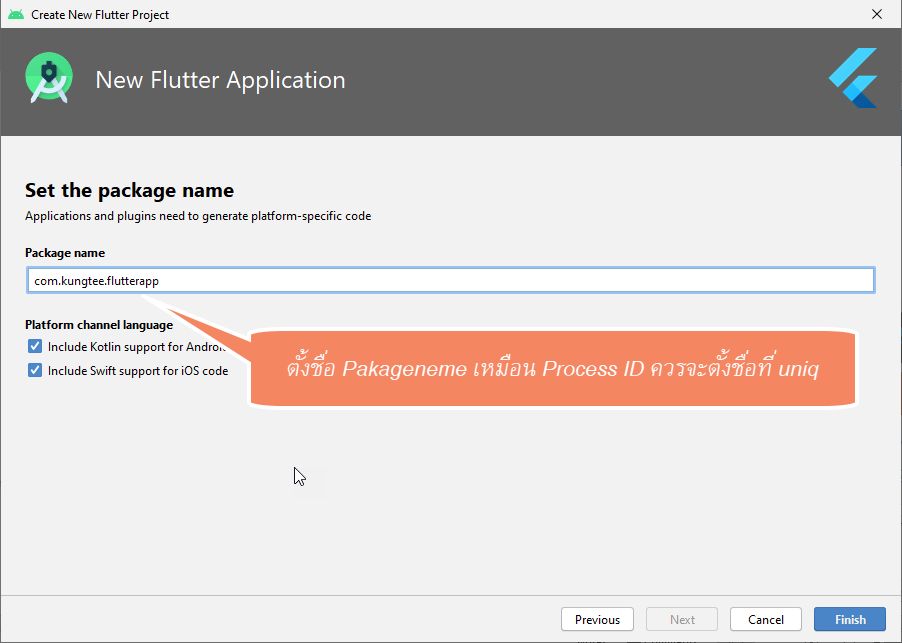 Create New Flutter Project
New Flutter Application
Set the package name
Applications and plugins need to generate platform-specific code
Package name
com.kungtee.flutterapp
Platform channel language
Include Kotlin support for Andro
ตั้งชื่อ Pakageneme เหมือน Process ID ควรจะตั้งชื่อที่ uniq
Include Swift support for iOS code
Previous
Next
Cancel
Finish